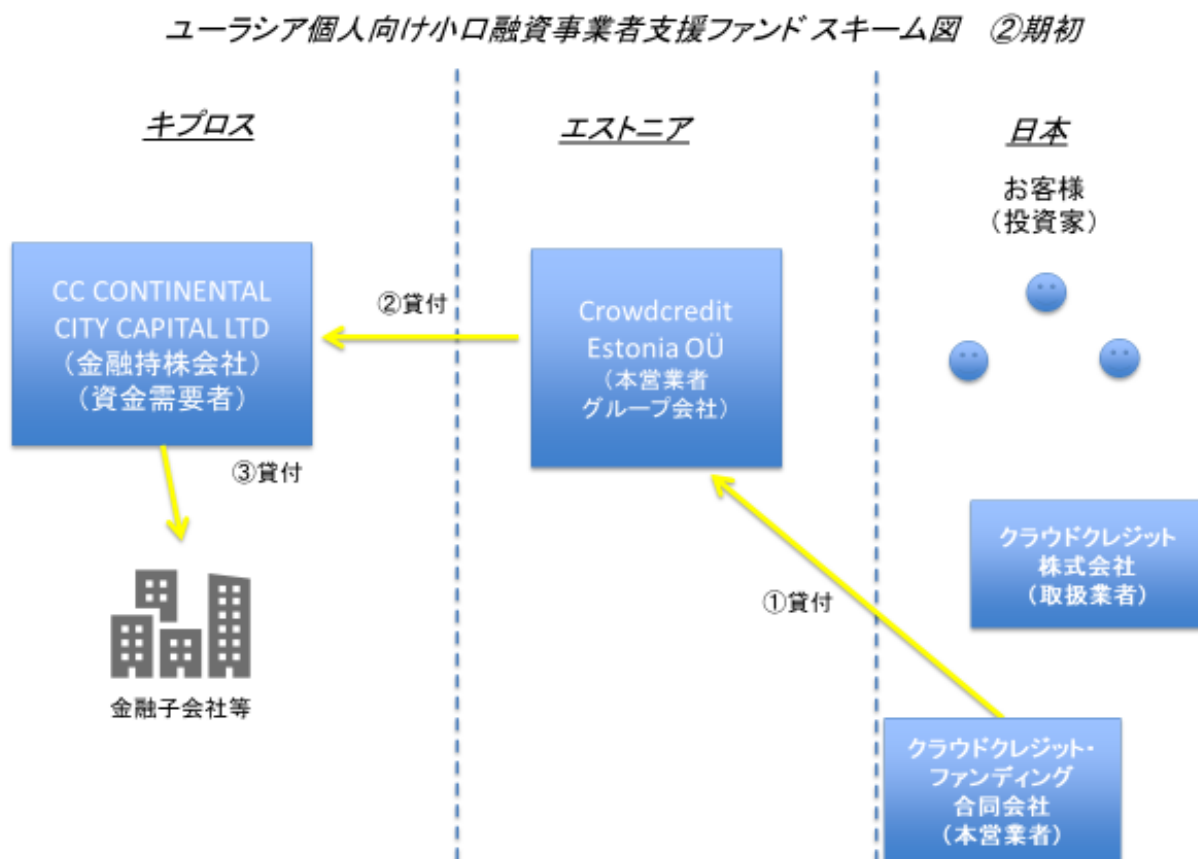 ユーラシア個人向け小口融資事業者支援ファンド スキーム図　②期初
キプロス
エストニア
日本
お客様
（投資家）
CC CONTINENTAL
CITY CAPITAL LTD
（金融持株会社）
（資金需要者）
②貸付
Crowdcredit
Estonia OÜ
（本営業者
グループ会社）
③貸付
金融子会社等
①貸付
クラウドクレジット
株式会社
（取扱業者）
クラウドクレジット・
ファンディング
合同会社
（本営業者）